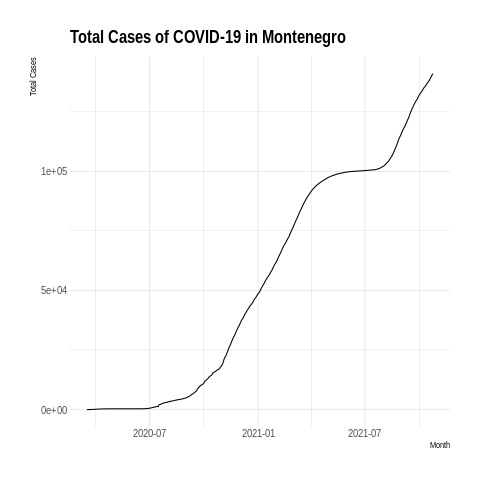 Total Cases of COVID-19 in Montenegro
Total Cases
1e+05
5e+04
0e+00
2020-07 2021-01 2021-07
Month